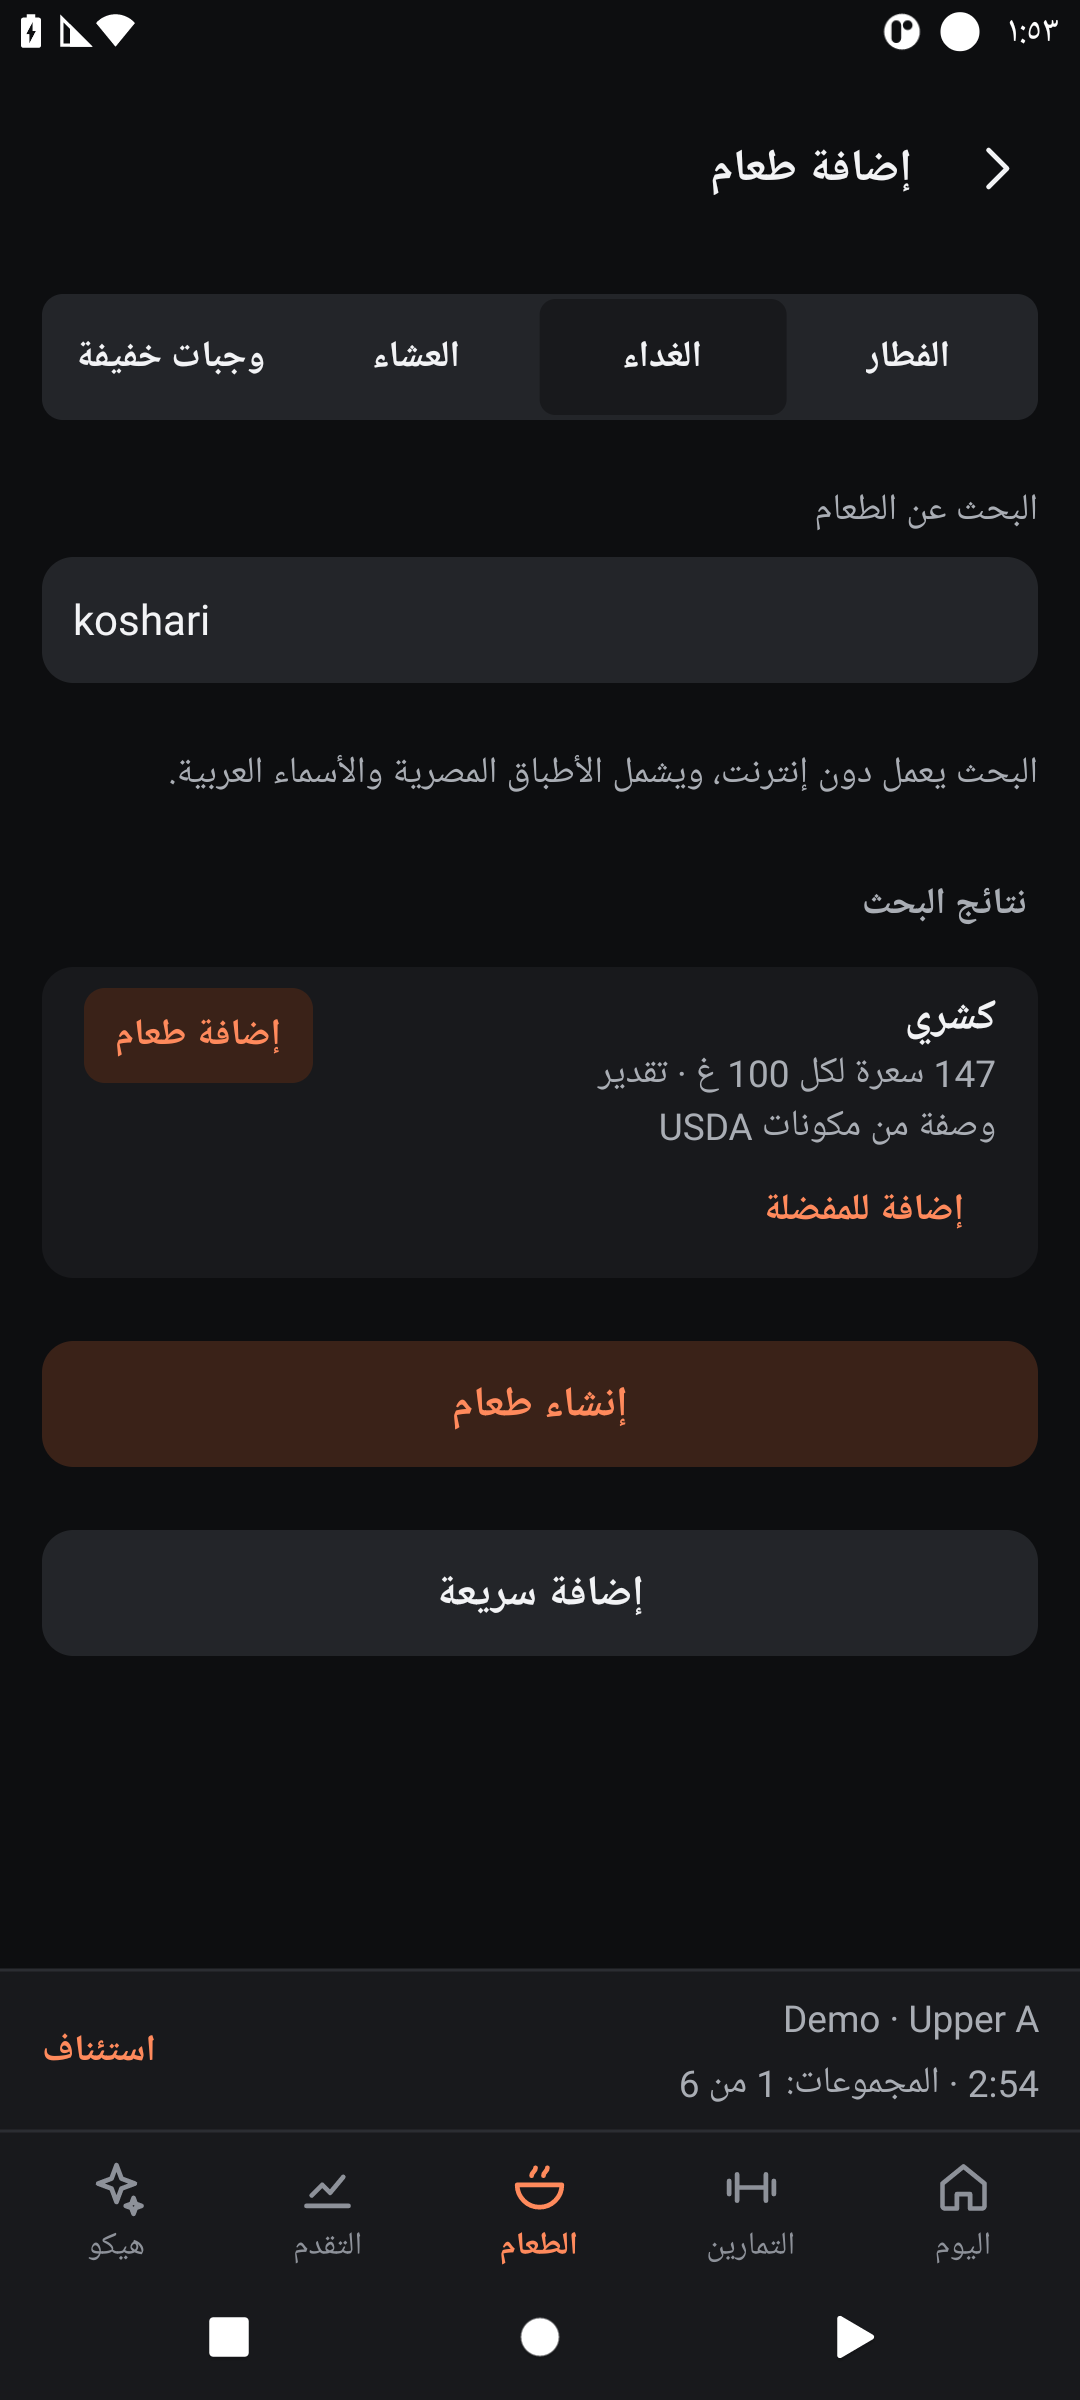 ١:٥٣
إضافة طعام
الفطار
الغداء
العشاء
وجبات خفيفة
البحث عن الطعام
koshari
البحث يعمل دون إنترنت، ويشمل الأطباق المصرية والأسماء العربية.
نتائج البحث
كشري
147 سعرة لكل 100 غ · تقدير
وصفة من مكونات USDA
إضافة طعام
إضافة للمفضلة
إنشاء طعام
إضافة سريعة
Demo · Upper A
2:54 · المجموعات: 1 من 6
استئناف
اليوم
التمارين
الطعام
التقدم
هيكو